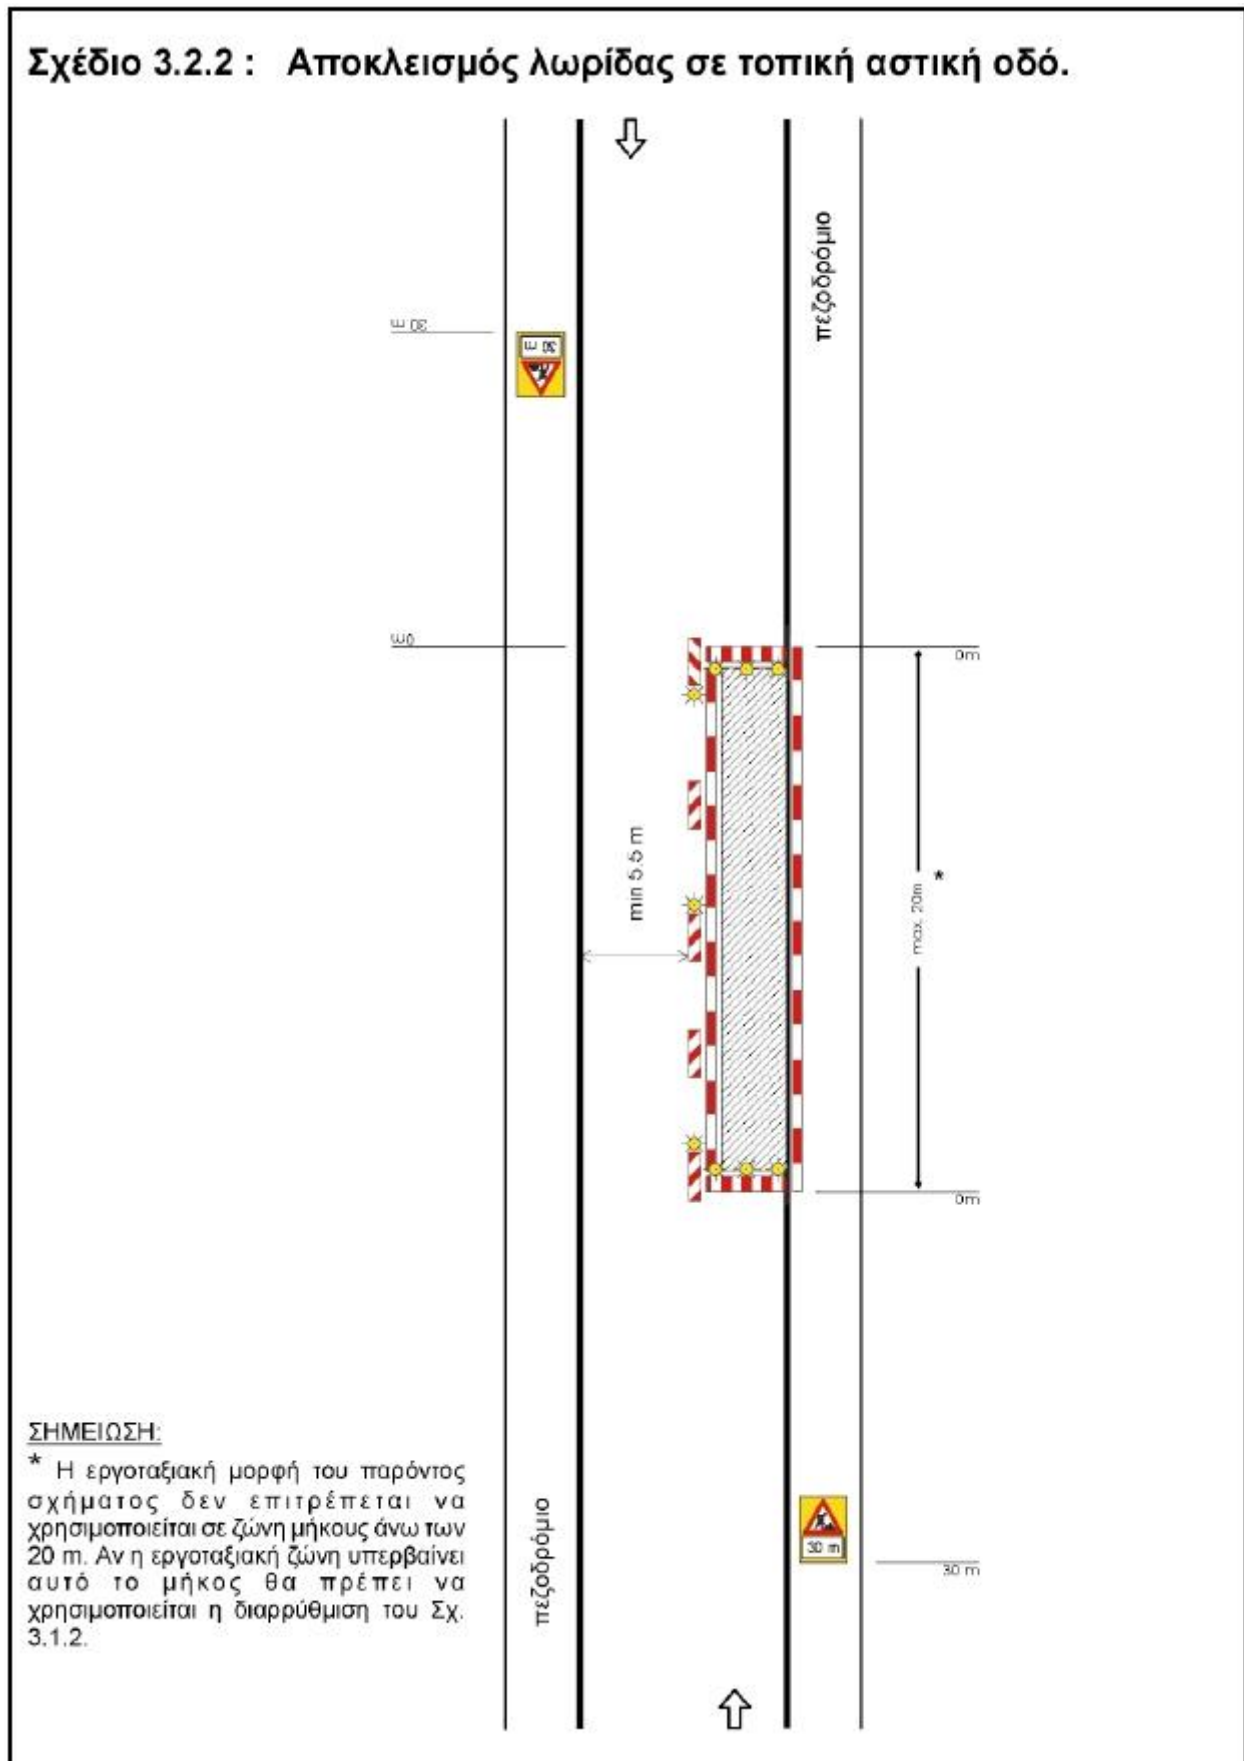 Σχέδιο 3.2.2 : Αποκλεισμός λωρίδας σε τοπική αστική οδό.
πεζοδρόμιο
30 m
30 m
0m
0m
min 5.5 m
max. 20m *
0m
30 m
30 m
πεζοδρόμιο
ΣΗΜΕΙΩΣΗ:
* Η εργοταξιακή μορφή του παρόντος
σχήματος δεν επιτρέπεται να
χρησιμοποιείται σε ζώνη μήκους άνω των
20 m. Αν η εργοταξιακή ζώνη υπερβαίνει
αυτό το μήκος θα πρέπει να
χρησιμοποιείται η διαρρύθμιση του Σχ.
3.1.2.